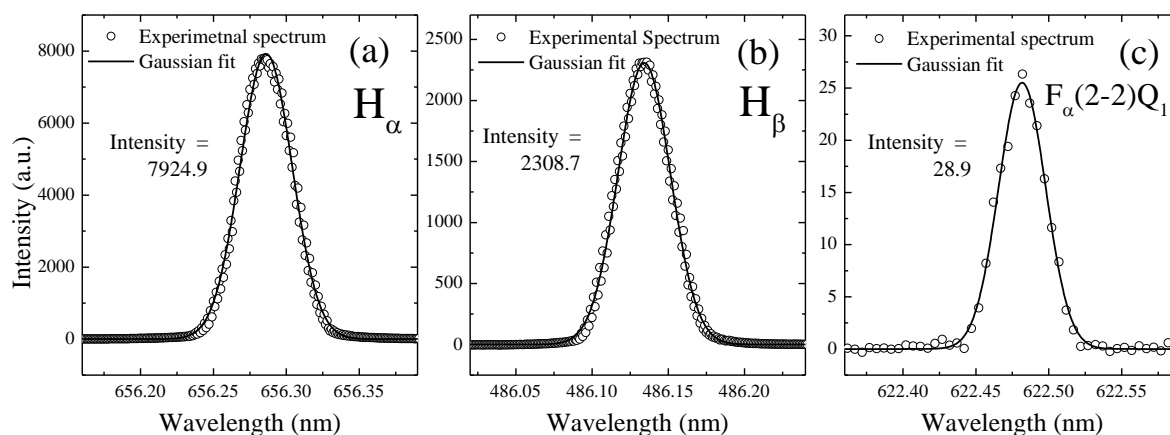 Experimetnal spectrum
Gaussian fit
(a)
Hα
Intensity =
7924.9
8000
6000
4000
2000
0
656.20
656.25
656.30
656.35
Intensity (a.u.)
Wavelength (nm)
Experimental Spectrum
Gaussian fit
(b)
Hβ
Intensity =
2308.7
2500
2000
1500
1000
500
0
486.05
486.10
486.15
486.20
Wavelength (nm)
Experimental spectrum
Gaussian fit
(c)
Fα(2-2)Q1
Intensity =
28.9
30
25
20
15
10
5
0
622.40
622.45
622.50
622.55
Wavelength (nm)